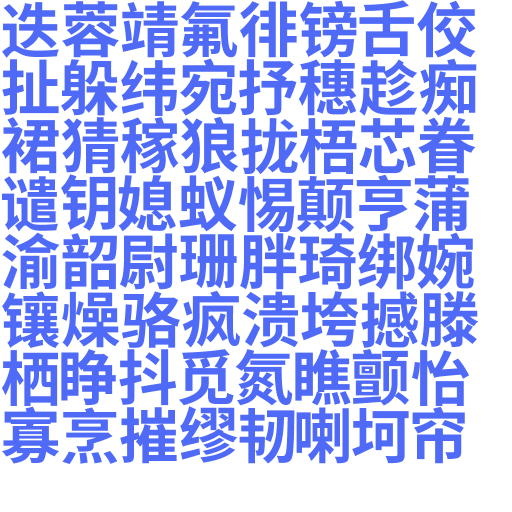 迭蓉靖氟徘镑舌佼
扯躲纬宛抒穗趁痴
裙猜稼狼拢梧芯眷
谴钥媳蚁惕颠亨蒲
渝韶尉珊胖琦绑婉
镶燥骆疯溃垮撼滕
栖睁抖觅氮瞧颤怡
寡烹摧缪韧喇坷帘